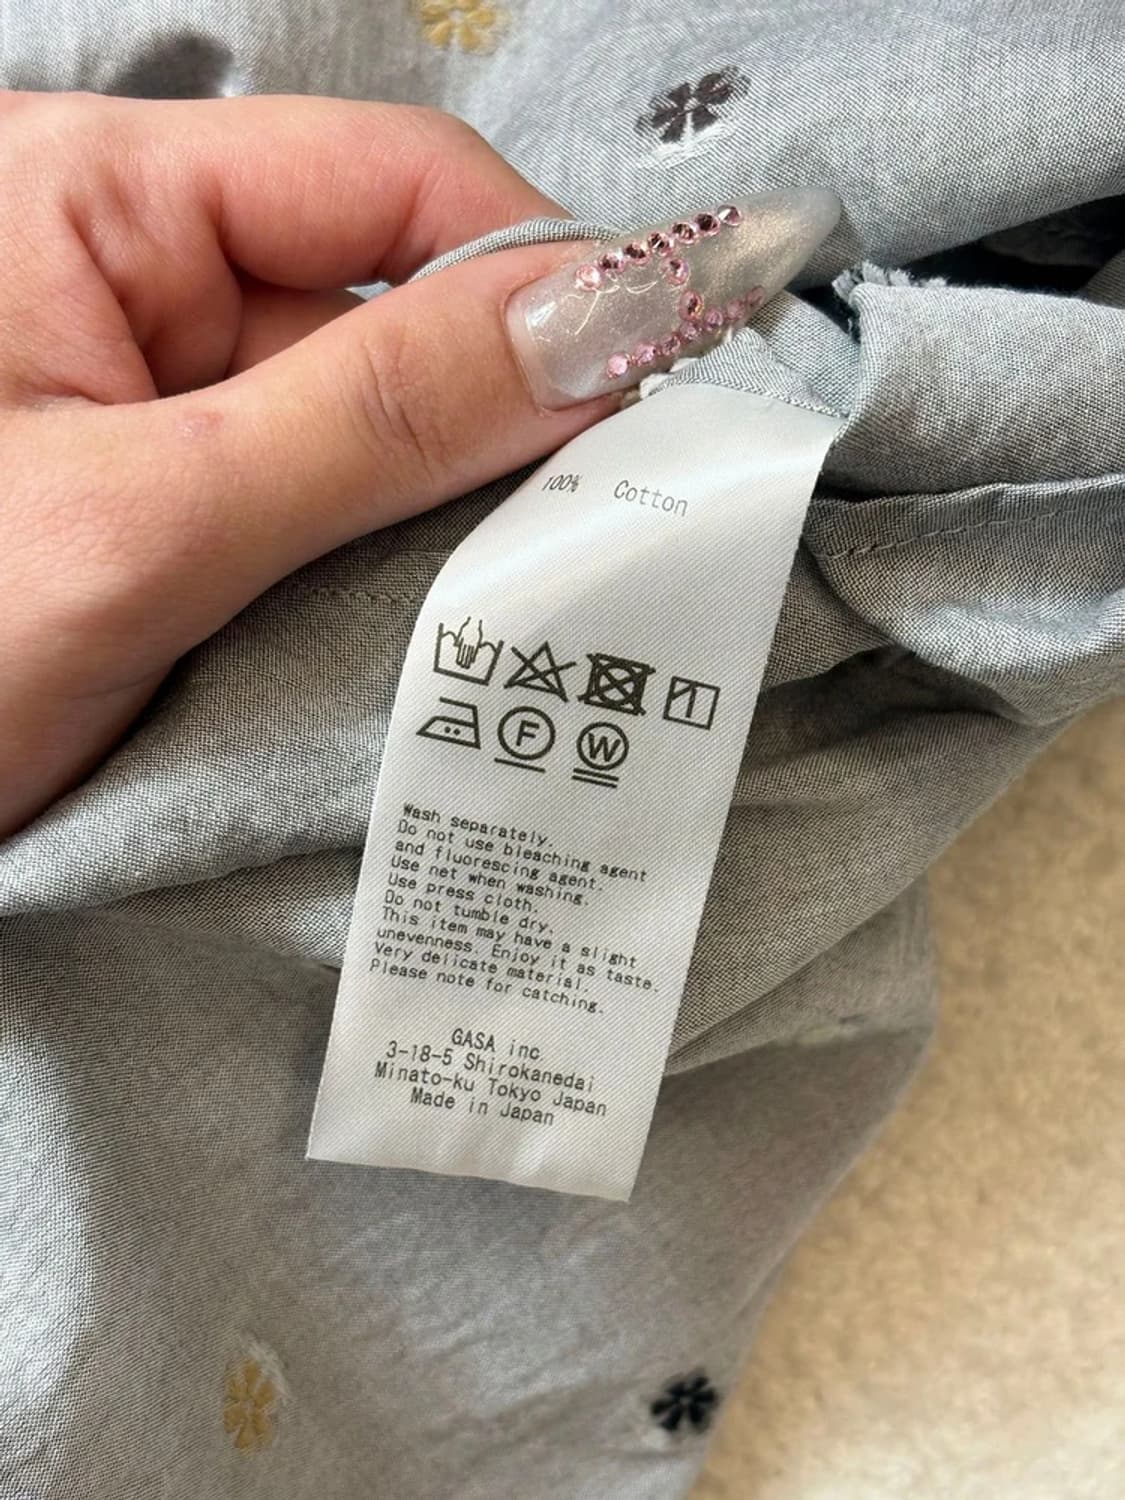 100% Cotton
F W
Wash separately.
Do not use bleaching agent
and fluorescing agent.
Use net when washing.
Use press cloth.
Do not tumble dry.
This item may have a slight
unevenness. Enjoy it as taste.
Very delicate material.
Please note for catching.
GASA inc
3-18-5 Shirokanedai
Minato-ku Tokyo Japan
Made in Japan